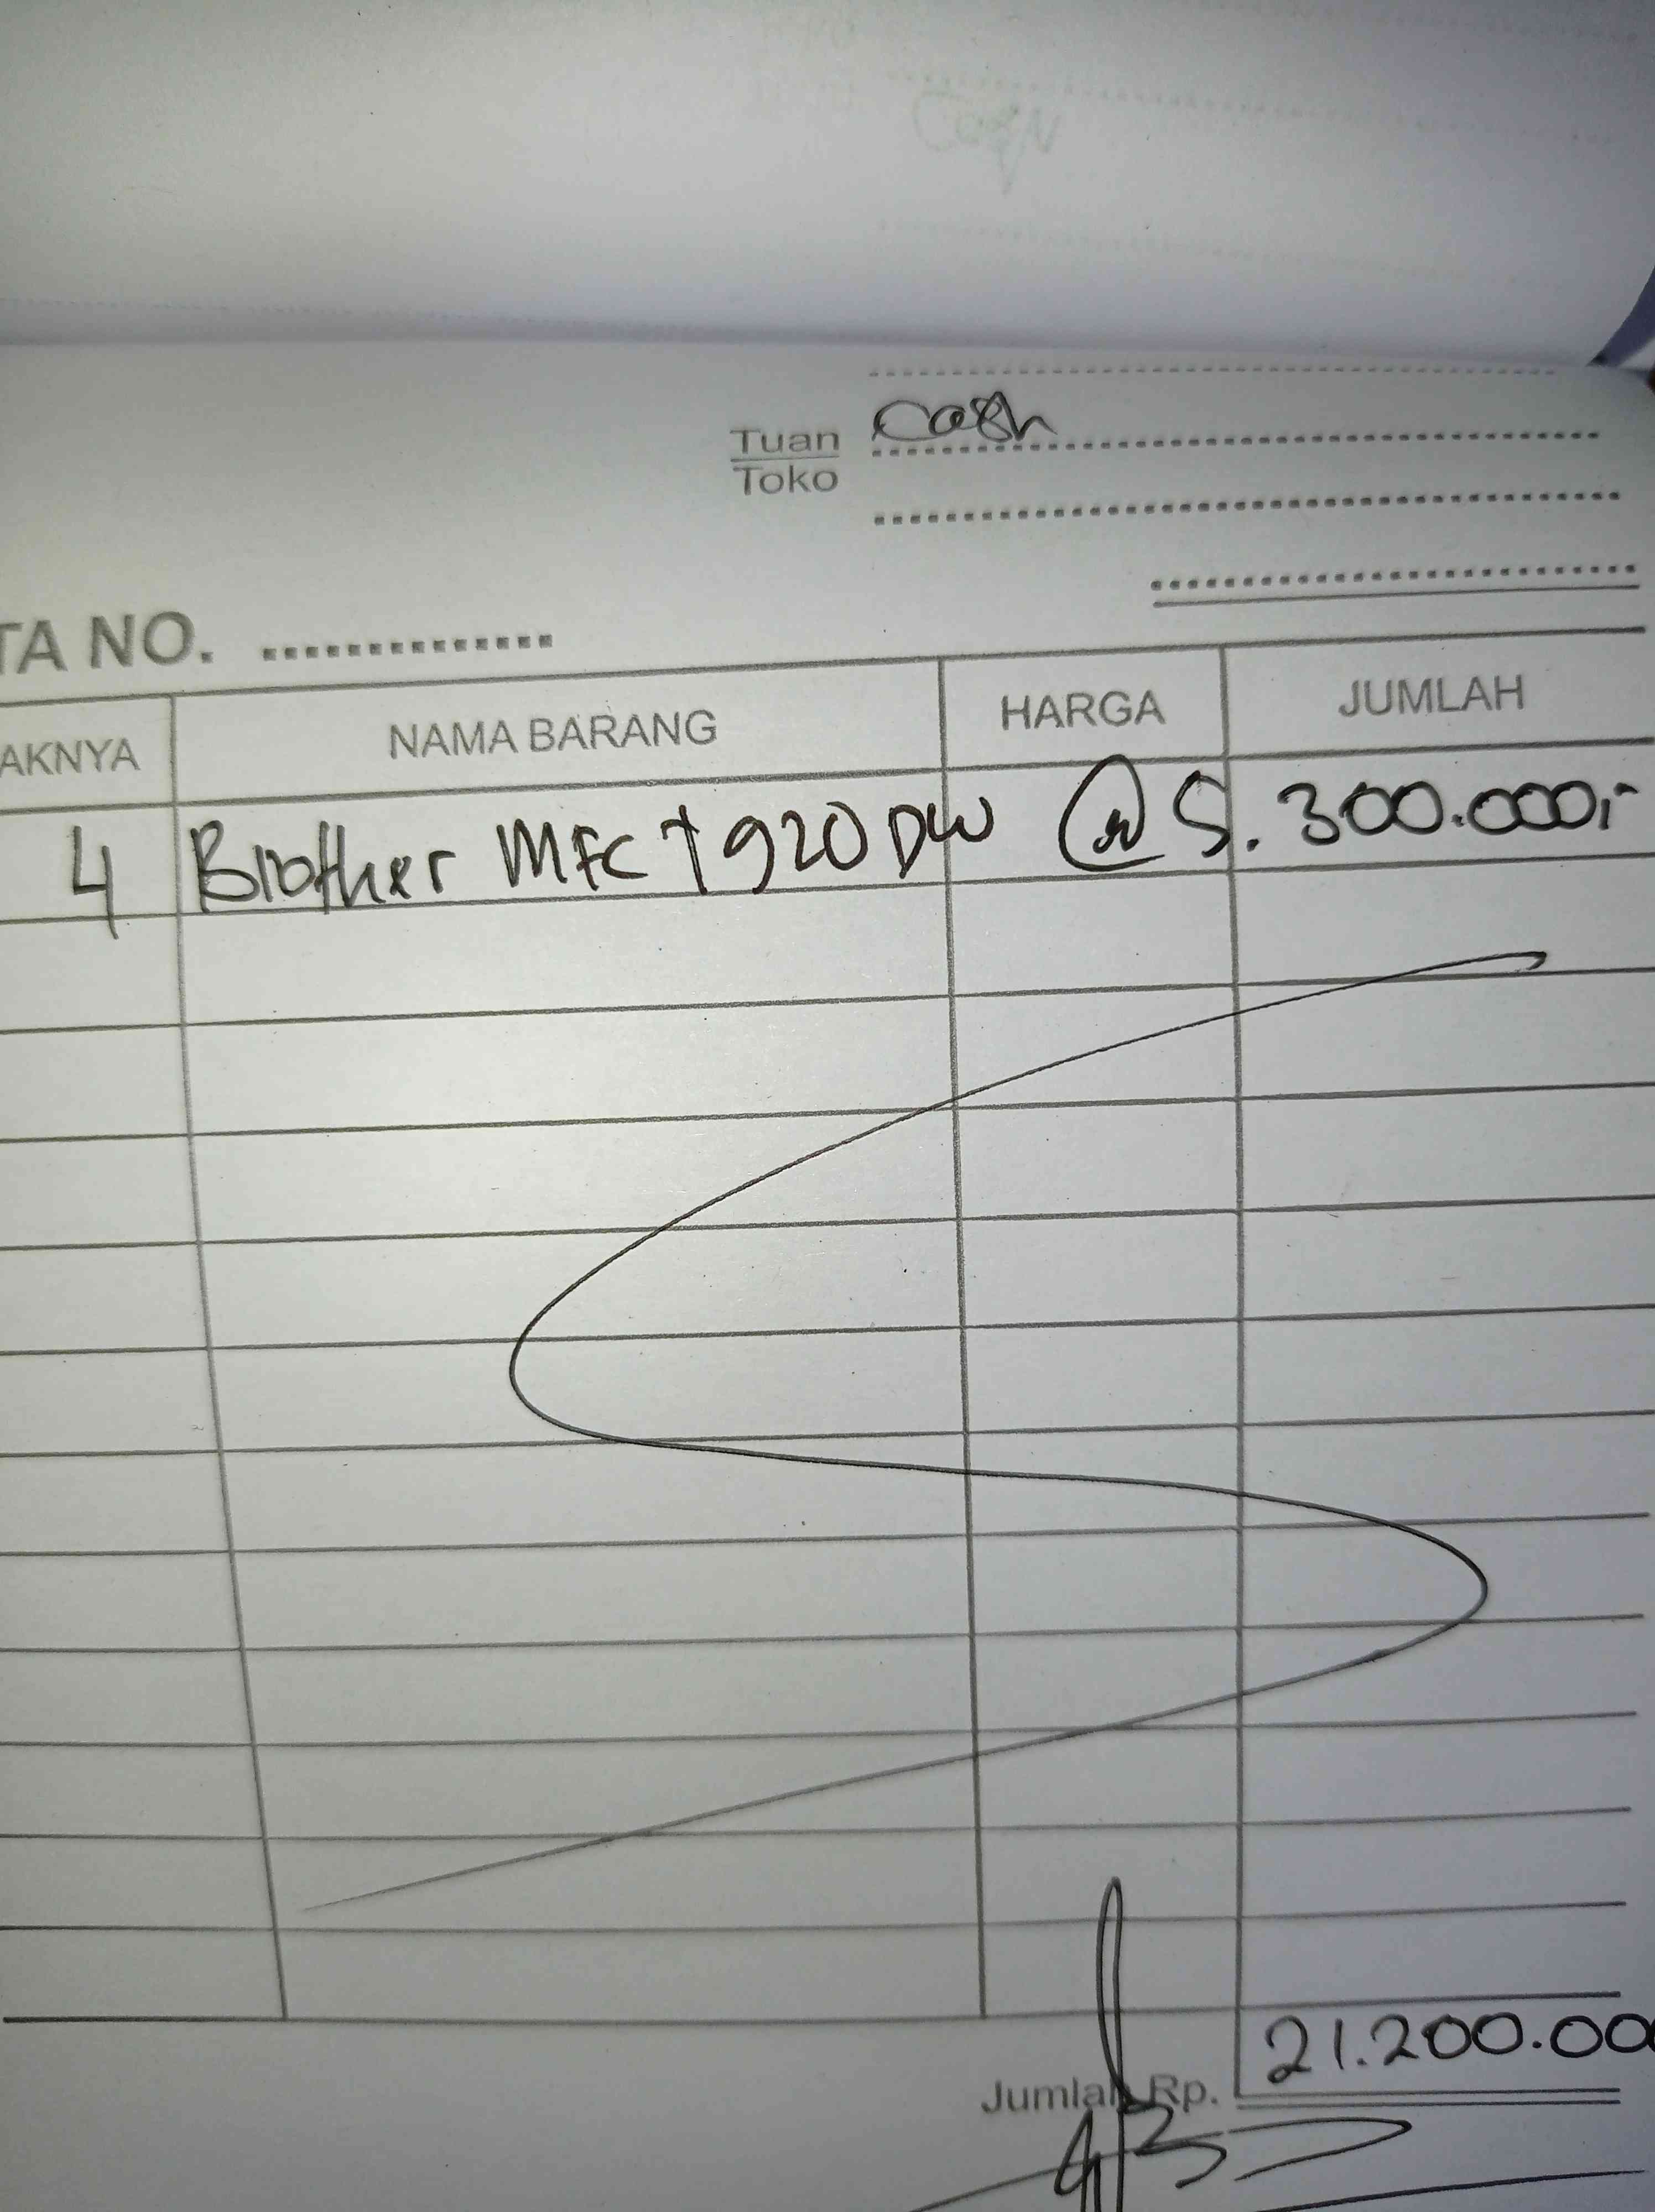 Cash
Tuan
Toko
TA NO. ...............
AKNYA NAMA BARANG HARGA JUMLAH
4 Brother MFC T920DW @ 5.300.000,-
Jumlah Rp. 21.200.00